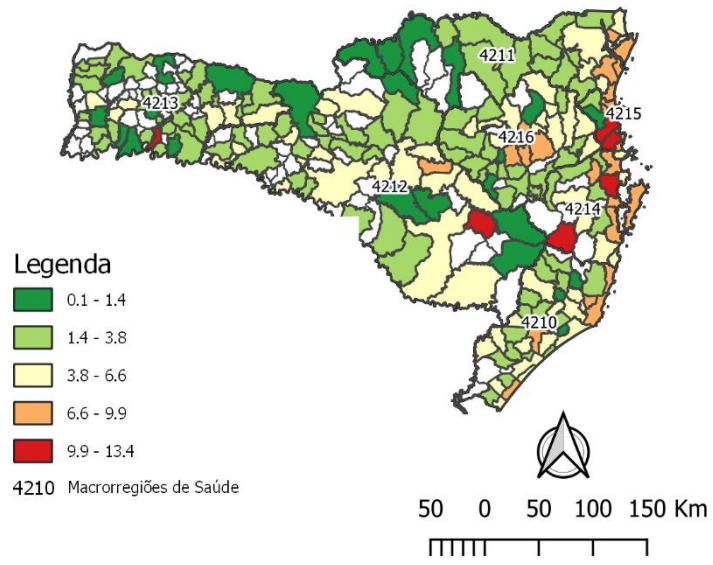 4211
4213
4215
4216
4212
4214
4210
Legenda
0.1 - 1.4
1.4 - 3.8
3.8 - 6.6
6.6 - 9.9
9.9 - 13.4
4210 Macrorregiões de Saúde
50 0 50 100 150 Km